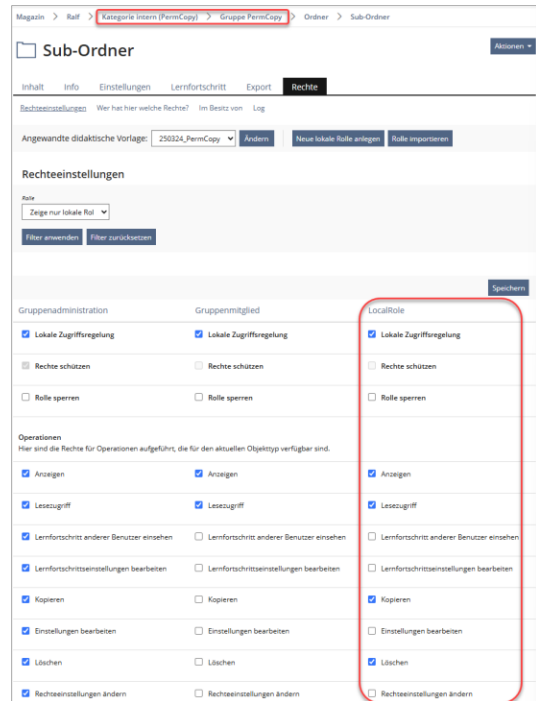 Magazin > Ralf > Kategorie intern (PermCopy) > Gruppe PermCopy > Ordner > Sub-Ordner
Sub-Ordner
Aktionen
Inhalt Info Einstellungen Lernfortschritt Export Rechte
Rechteeinstellungen Wer hat hier welche Rechte? Im Besitz von Log
Angewandte didaktische Vorlage: 250324_PermCopy Ändern Neue lokale Rolle anlegen Rolle importieren
Rechteeinstellungen
Rolle
Zeige nur lokale Rol
Filter anwenden Filter zurücksetzen
Speichern
Gruppenadministration Gruppenmitglied LocalRole
Lokale Zugriffsregelung Lokale Zugriffsregelung Lokale Zugriffsregelung
Rechte schützen Rechte schützen Rechte schützen
Rolle sperren Rolle sperren Rolle sperren
Operationen
Hier sind die Rechte für Operationen aufgeführt, die für den aktuellen Objekttyp verfügbar sind.
Anzeigen Anzeigen Anzeigen
Lesezugriff Lesezugriff Lesezugriff
Lernfortschritt anderer Benutzer einsehen Lernfortschritt anderer Benutzer einsehen Lernfortschritt anderer Benutzer einsehen
Lernfortschrittseinstellungen bearbeiten Lernfortschrittseinstellungen bearbeiten Lernfortschrittseinstellungen bearbeiten
Kopieren Kopieren Kopieren
Einstellungen bearbeiten Einstellungen bearbeiten Einstellungen bearbeiten
Löschen Löschen Löschen
Rechteeinstellungen ändern Rechteeinstellungen ändern Rechteeinstellungen ändern